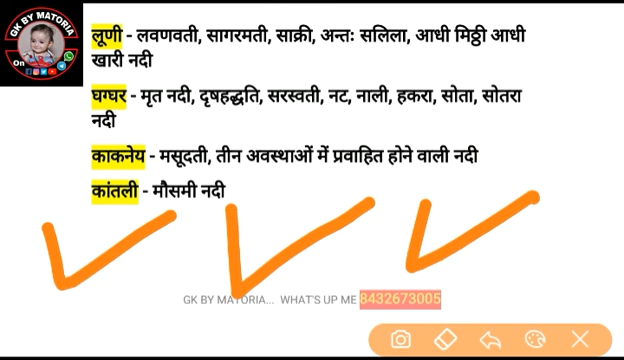 GK BY MATORIA
On
लूणी - लवणवती, सागरमती, साक्री, अन्तः सलिला, आधी मिठ्ठी आधी
खारी नदी
घग्घर - मृत नदी, दृषहद्धति, सरस्वती, नट, नाली, हकरा, सोता, सोतरा
नदी
काकनेय - मसूदती, तीन अवस्थाओं में प्रवाहित होने वाली नदी
कांतली - मौसमी नदी
GK BY MATORIA... WHAT'S UP ME 8432673005